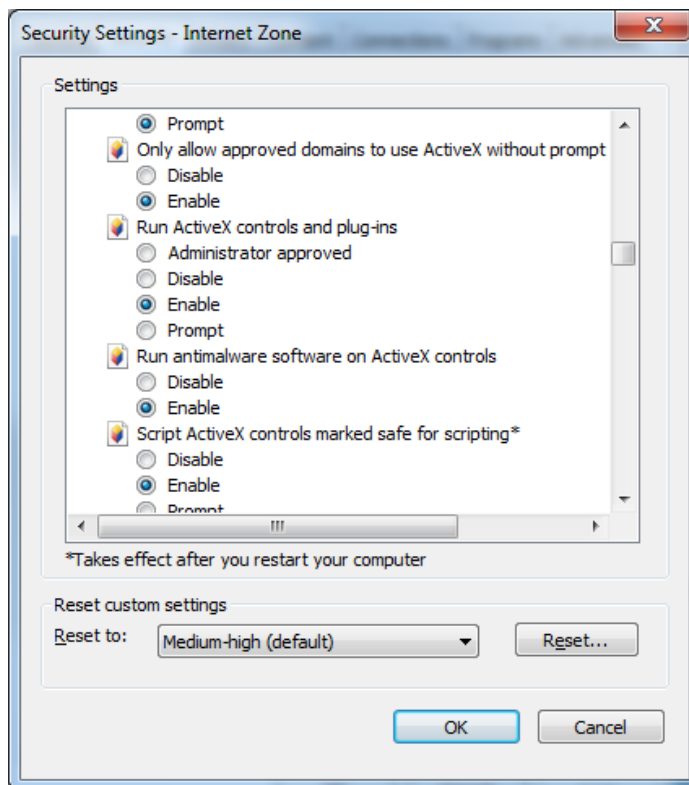 Security Settings - Internet Zone
Settings
Prompt
Only allow approved domains to use ActiveX without prompt
Disable
Enable
Run ActiveX controls and plug-ins
Administrator approved
Disable
Enable
Prompt
Run antimalware software on ActiveX controls
Disable
Enable
Script ActiveX controls marked safe for scripting*
Disable
Enable
Prompt
*Takes effect after you restart your computer
Reset custom settings
Reset to:
Medium-high (default)
Reset...
OK
Cancel